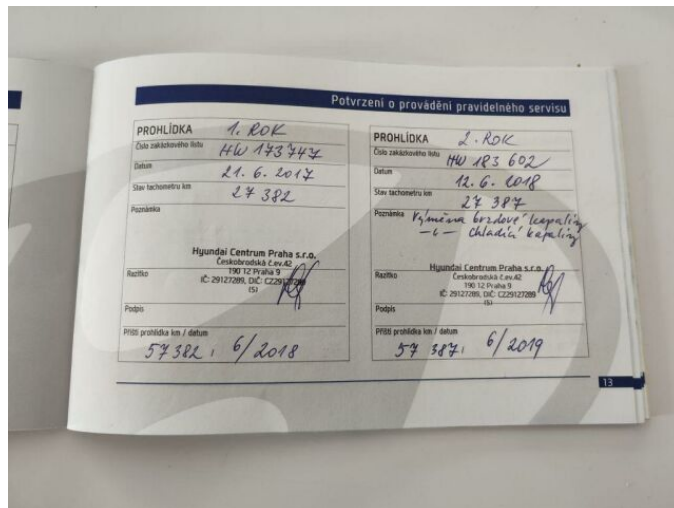 Potvrzení o provádění pravidelného servisu
PROHLÍDKA 1. ROK
Číslo zakázkového listu HW 173747
Datum 21. 6. 2017
Stav tachometru km 27 382
Poznámka
Hyundai Centrum Praha s.r.o.
Českobrodská č.ev.42
190 12 Praha 9
Razítko
IČ: 29127289, DIČ: CZ29127289
(5)
Podpis
Příští prohlídka km / datum
57 382, 6/2018
PROHLÍDKA 2. ROK
Číslo zakázkového listu HW 183 602
Datum 12. 6. 2018
Stav tachometru km 27 387
Poznámka Výměna brzdové kapaliny
–"– chladící kapaliny
Hyundai Centrum Praha s.r.o.
Českobrodská č.ev.42
Razítko
190 12 Praha 9
IČ: 29127289, DIČ: CZ29127289
(5)
Podpis
Příští prohlídka km / datum
57 387, 6/2019
13